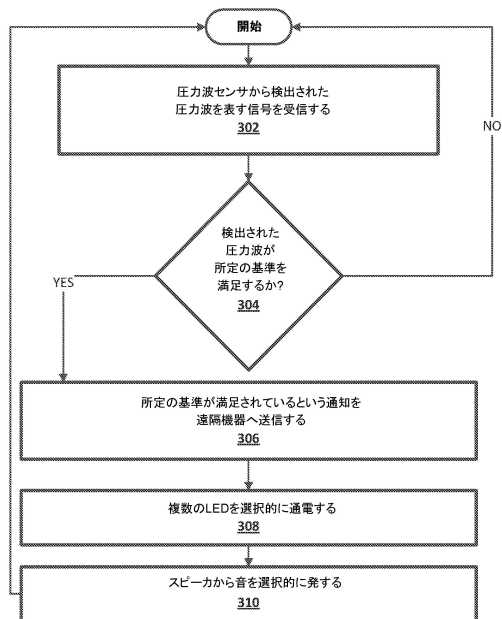 開始
圧力波センサから検出された
圧力波を表す信号を受信する
302
NO
検出された
圧力波が
所定の基準を
満足するか?
304
YES
所定の基準が満足されているという通知を
遠隔機器へ送信する
306
複数のLEDを選択的に通電する
308
スピーカから音を選択的に発する
310